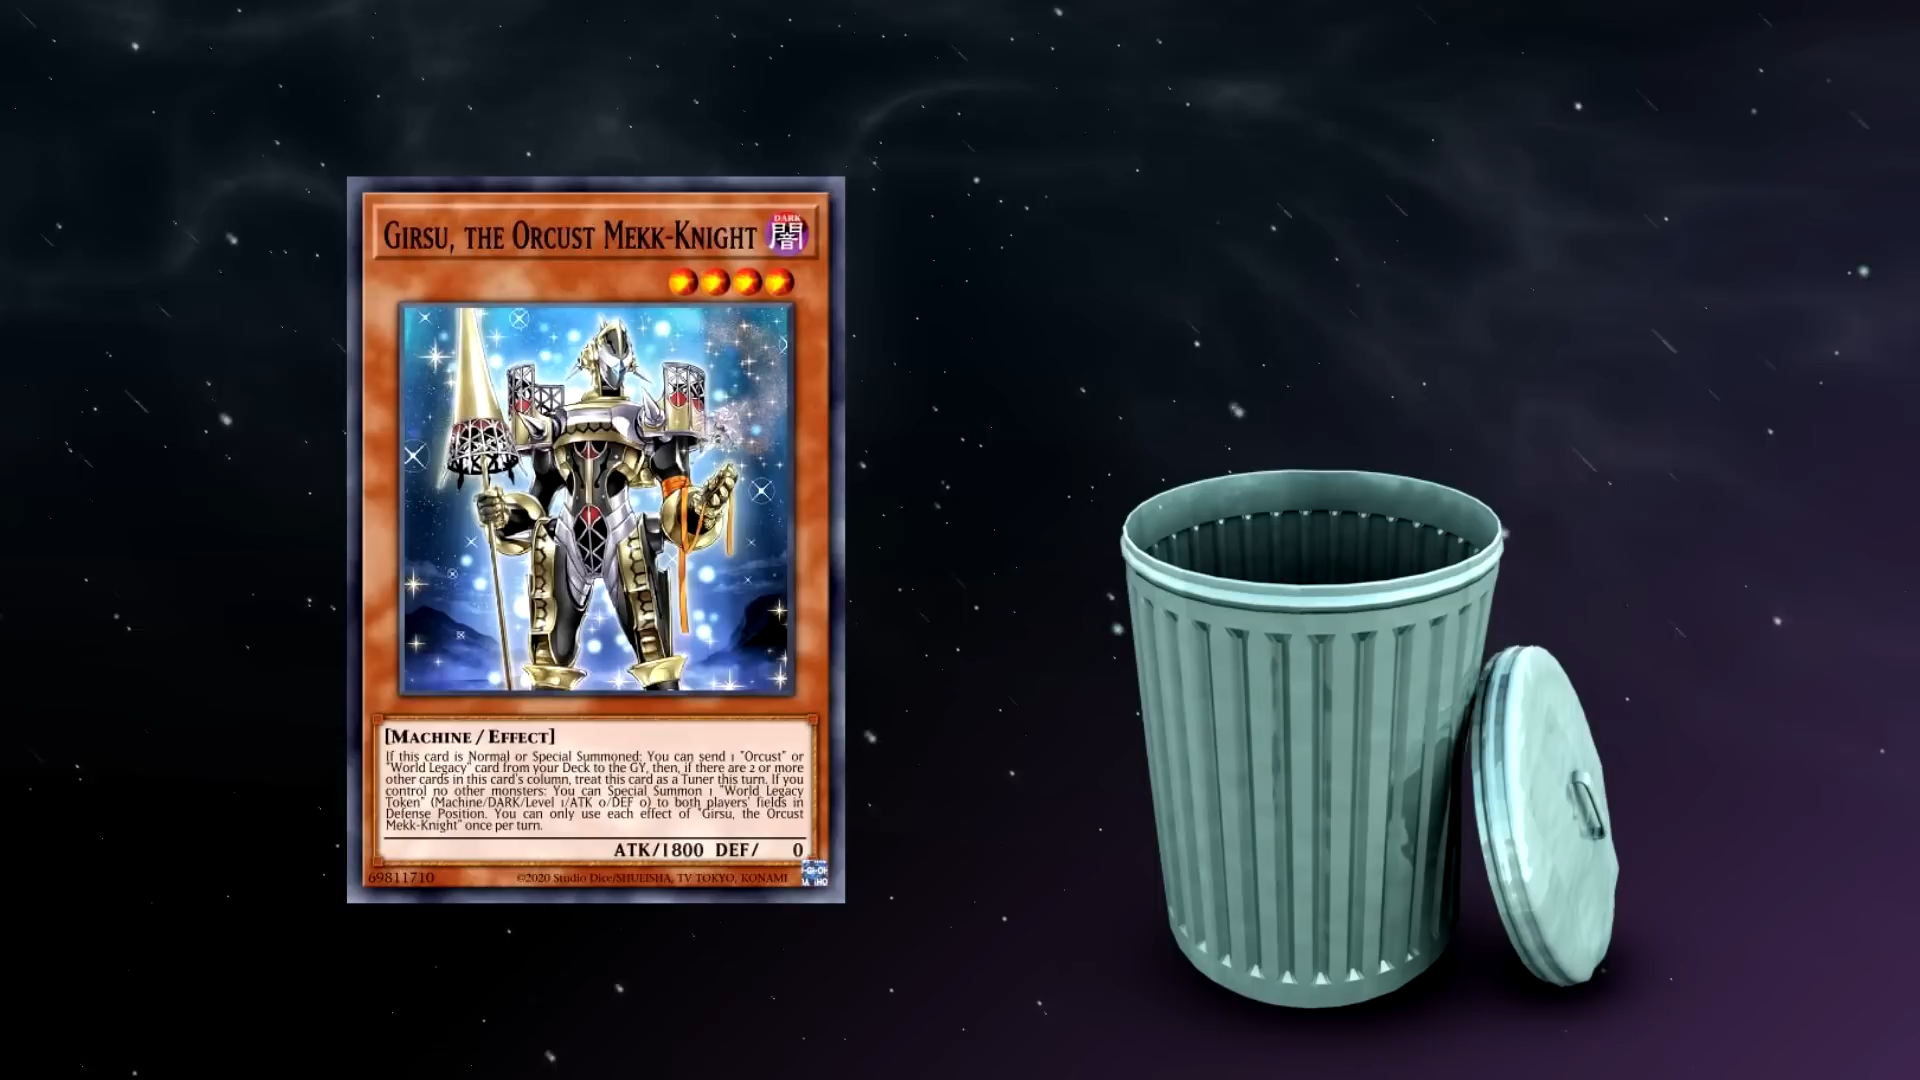 GIRSU, THE ORCUST MEKK-KNIGHT
DARK
闇
[MACHINE / EFFECT]
If this card is Normal or Special Summoned: You can send 1 "Orcust" or
"World Legacy" card from your Deck to the GY, then, if there are 2 or more
other cards in this card's column, treat this card as a Tuner this turn. If you
control no other monsters: You can Special Summon 1 "World Legacy
Token" (Machine/DARK/Level 1/ATK 0/DEF 0) to both players' fields in
Defense Position. You can only use each effect of "Girsu, the Orcust
Mekk-Knight" once per turn.
ATK/1800 DEF/ 0
69811710 ©2020 Studio Dice/SHUEISHA, TV TOKYO, KONAMI